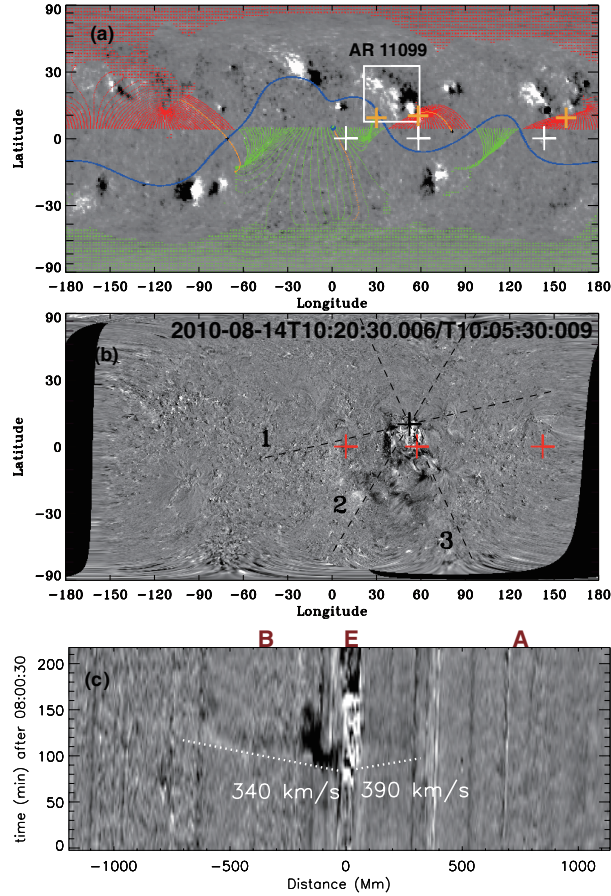 (a)
AR 11099
90
30
0
−30
−90
Latitude
−180 −150 −120 −90 −60 −30 0 30 60 90 120 150 180
Longitude
2010-08-14T10:20:30.006/T10:05:30:009
(b)
90
30
0
−30
−90
Latitude
1
2
3
−180 −150 −120 −90 −60 −30 0 30 60 90 120 150 180
Longitude
B E A
(c)
200
150
100
50
0
time (min) after 08:00:30
340 km/s 390 km/s
−1000 −500 0 500 1000
Distance (Mm)